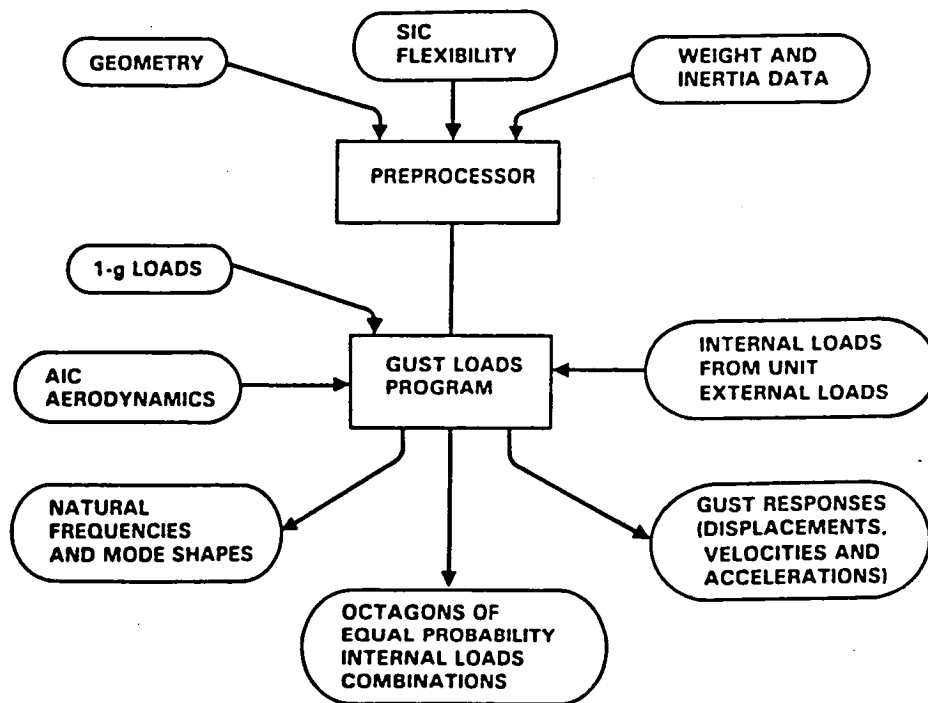 GEOMETRY
SIC
FLEXIBILITY
WEIGHT AND
INERTIA DATA
PREPROCESSOR
1-g LOADS
AIC
AERODYNAMICS
GUST LOADS
PROGRAM
INTERNAL LOADS
FROM UNIT
EXTERNAL LOADS
NATURAL
FREQUENCIES
AND MODE SHAPES
OCTAGONS OF
EQUAL PROBABILITY
INTERNAL LOADS
COMBINATIONS
GUST RESPONSES
(DISPLACEMENTS,
VELOCITIES AND
ACCELERATIONS)